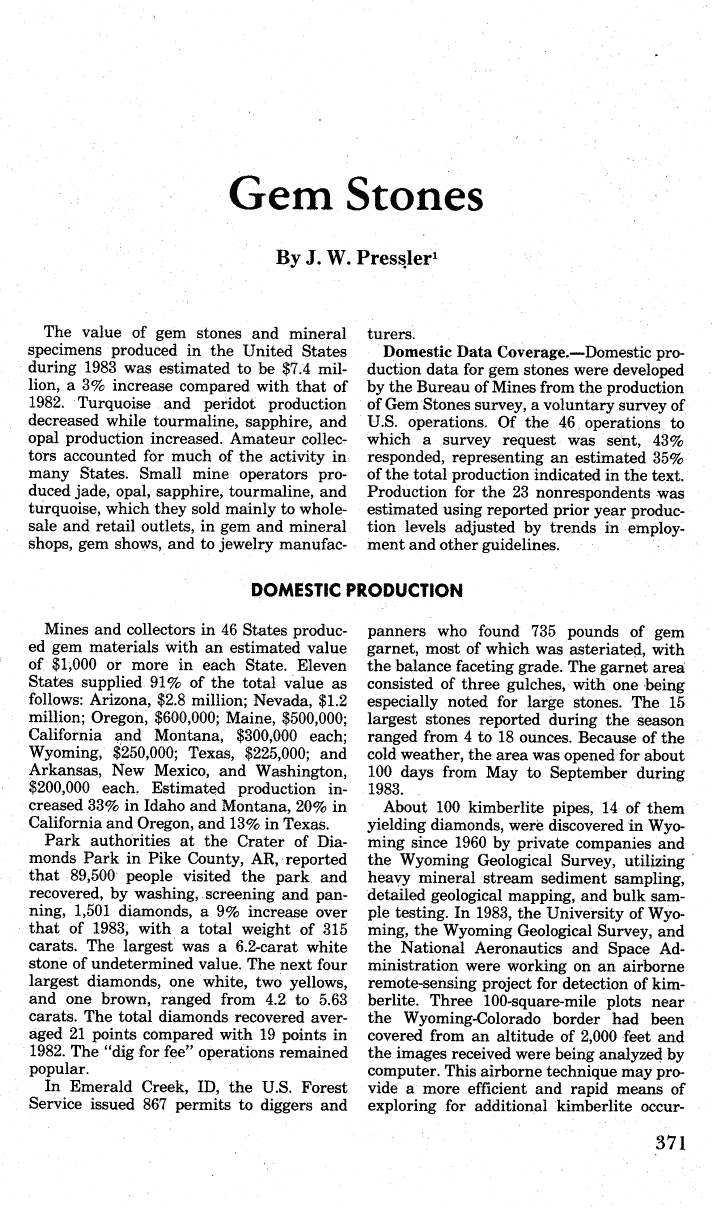 Gem Stones
By J. W. Pressler¹
The value of gem stones and mineral
specimens produced in the United States
during 1983 was estimated to be $7.4 mil-
lion, a 3% increase compared with that of
1982. Turquoise and peridot production
decreased while tourmaline, sapphire, and
opal production increased. Amateur collec-
tors accounted for much of the activity in
many States. Small mine operators pro-
duced jade, opal, sapphire, tourmaline, and
turquoise, which they sold mainly to whole-
sale and retail outlets, in gem and mineral
shops, gem shows, and to jewelry manufac-
turers.
Domestic Data Coverage.—Domestic pro-
duction data for gem stones were developed
by the Bureau of Mines from the production
of Gem Stones survey, a voluntary survey of
U.S. operations. Of the 46 operations to
which a survey request was sent, 43%
responded, representing an estimated 35%
of the total production indicated in the text.
Production for the 23 nonrespondents was
estimated using reported prior year produc-
tion levels adjusted by trends in employ-
ment and other guidelines.
DOMESTIC PRODUCTION
Mines and collectors in 46 States produc-
ed gem materials with an estimated value
of $1,000 or more in each State. Eleven
States supplied 91% of the total value as
follows: Arizona, $2.8 million; Nevada, $1.2
million; Oregon, $600,000; Maine, $500,000;
California and Montana, $300,000 each;
Wyoming, $250,000; Texas, $225,000; and
Arkansas, New Mexico, and Washington,
$200,000 each. Estimated production in-
creased 33% in Idaho and Montana, 20% in
California and Oregon, and 13% in Texas.
Park authorities at the Crater of Dia-
monds Park in Pike County, AR, reported
that 89,500 people visited the park and
recovered, by washing, screening and pan-
ning, 1,501 diamonds, a 9% increase over
that of 1983, with a total weight of 315
carats. The largest was a 6.2-carat white
stone of undetermined value. The next four
largest diamonds, one white, two yellows,
and one brown, ranged from 4.2 to 5.63
carats. The total diamonds recovered aver-
aged 21 points compared with 19 points in
1982. The "dig for fee" operations remained
popular.
In Emerald Creek, ID, the U.S. Forest
Service issued 867 permits to diggers and
panners who found 735 pounds of gem
garnet, most of which was asteriated, with
the balance faceting grade. The garnet area
consisted of three gulches, with one being
especially noted for large stones. The 15
largest stones reported during the season
ranged from 4 to 18 ounces. Because of the
cold weather, the area was opened for about
100 days from May to September during
1983.
About 100 kimberlite pipes, 14 of them
yielding diamonds, were discovered in Wyo-
ming since 1960 by private companies and
the Wyoming Geological Survey, utilizing
heavy mineral stream sediment sampling,
detailed geological mapping, and bulk sam-
ple testing. In 1983, the University of Wyo-
ming, the Wyoming Geological Survey, and
the National Aeronautics and Space Ad-
ministration were working on an airborne
remote-sensing project for detection of kim-
berlite. Three 100-square-mile plots near
the Wyoming-Colorado border had been
covered from an altitude of 2,000 feet and
the images received were being analyzed by
computer. This airborne technique may pro-
vide a more efficient and rapid means of
exploring for additional kimberlite occur-
371